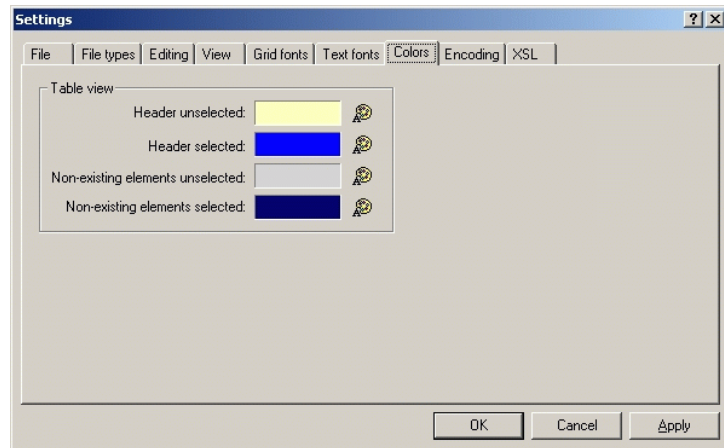 Settings
File File types Editing View Grid fonts Text fonts Colors Encoding XSL
Table view
Header unselected:
Header selected:
Non-existing elements unselected:
Non-existing elements selected:
OK Cancel Apply